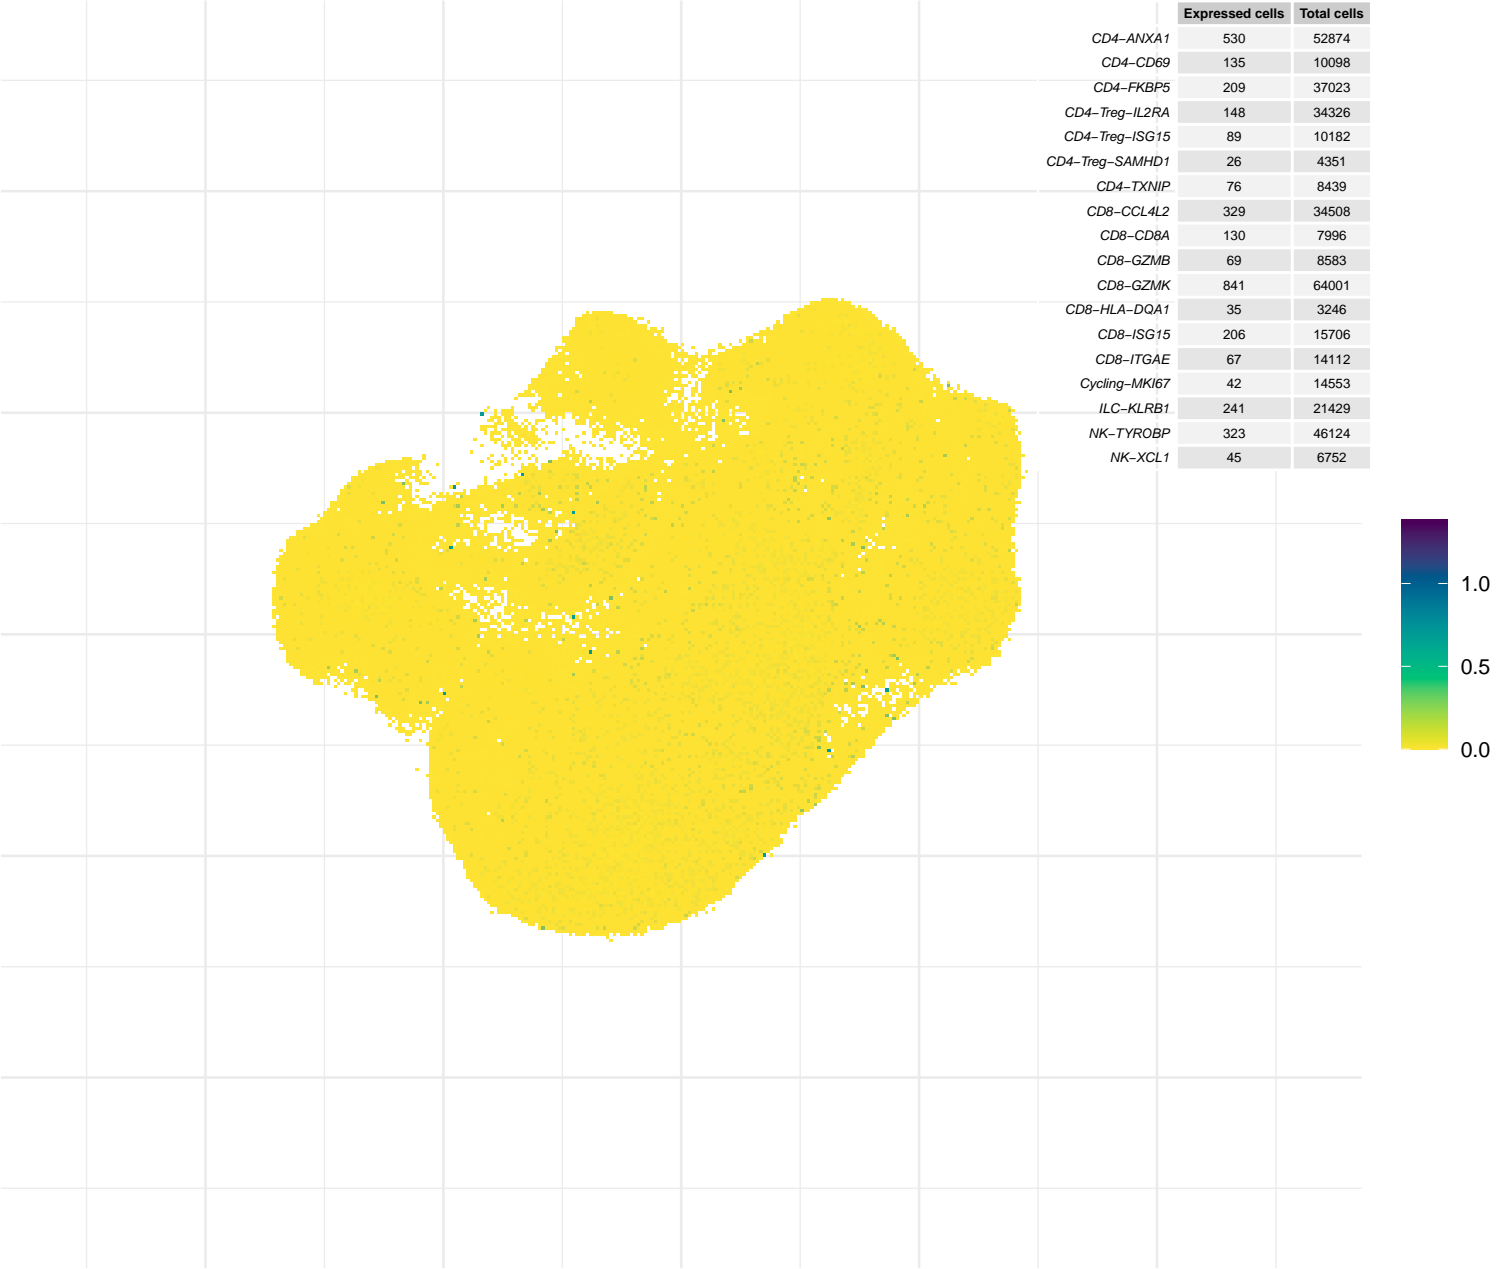 Expressed cells Total cells
CD4−ANXA1 530 52874
CD4−CD69 135 10098
CD4−FKBP5 209 37023
CD4−Treg−IL2RA 148 34326
CD4−Treg−ISG15 89 10182
CD4−Treg−SAMHD1 26 4351
CD4−TXNIP 76 8439
CD8−CCL4L2 329 34508
CD8−CD8A 130 7996
CD8−GZMB 69 8583
CD8−GZMK 841 64001
CD8−HLA−DQA1 35 3246
CD8−ISG15 206 15706
CD8−ITGAE 67 14112
Cycling−MKI67 42 14553
ILC−KLRB1 241 21429
NK−TYROBP 323 46124
NK−XCL1 45 6752
1.0
0.5
0.0